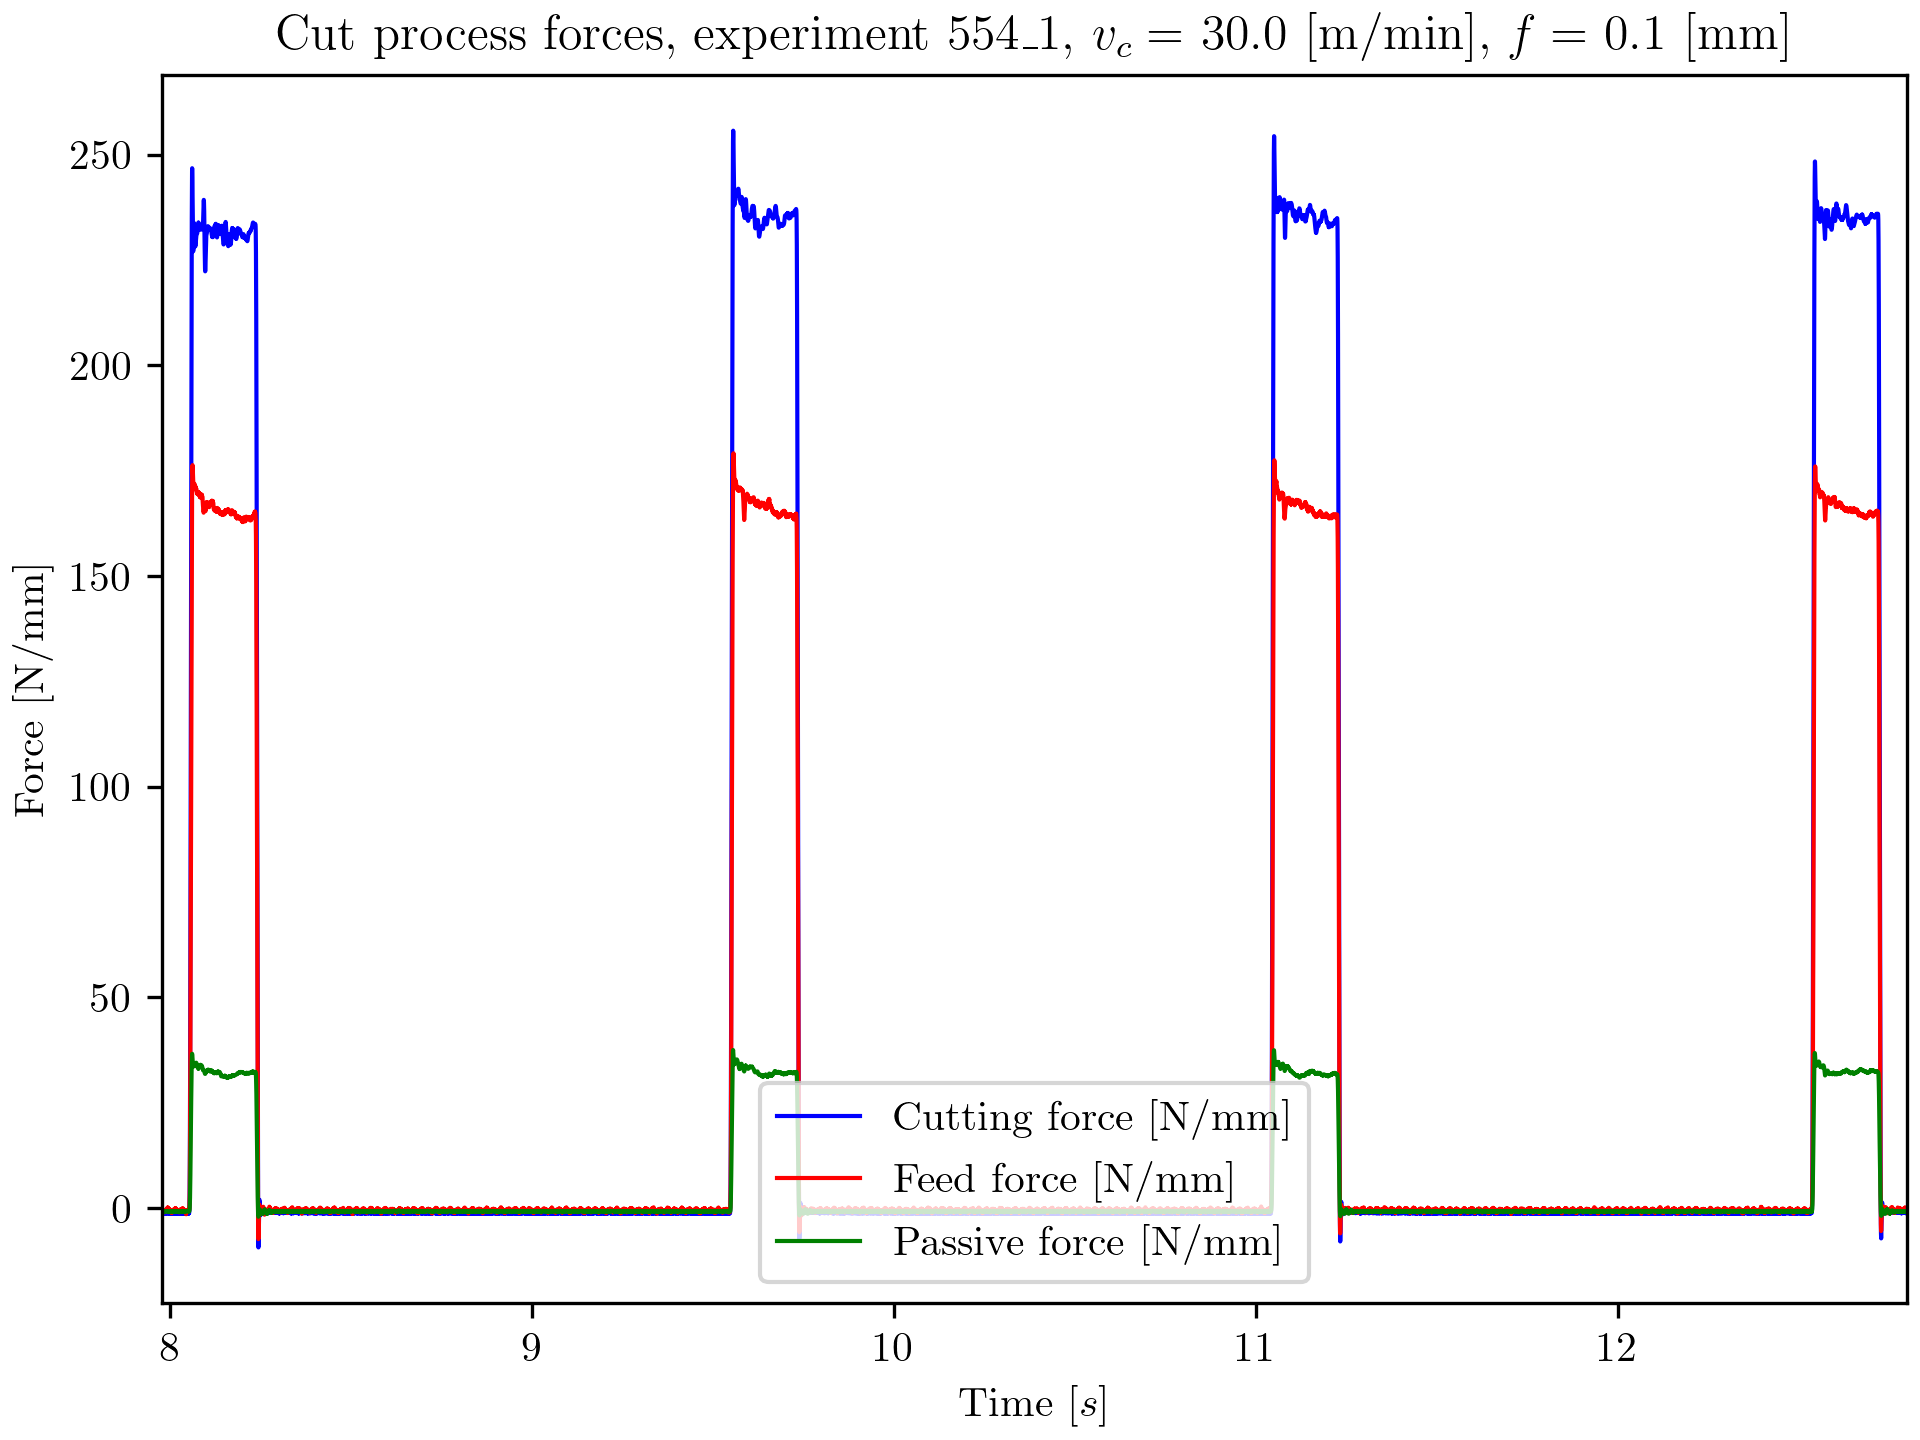 Cut process forces, experiment 554_1, v_c = 30.0 [m/min], f = 0.1 [mm]
250
200
150
100
50
0
Force [N/mm]
Cutting force [N/mm]
Feed force [N/mm]
Passive force [N/mm]
8 9 10 11 12
Time [s]